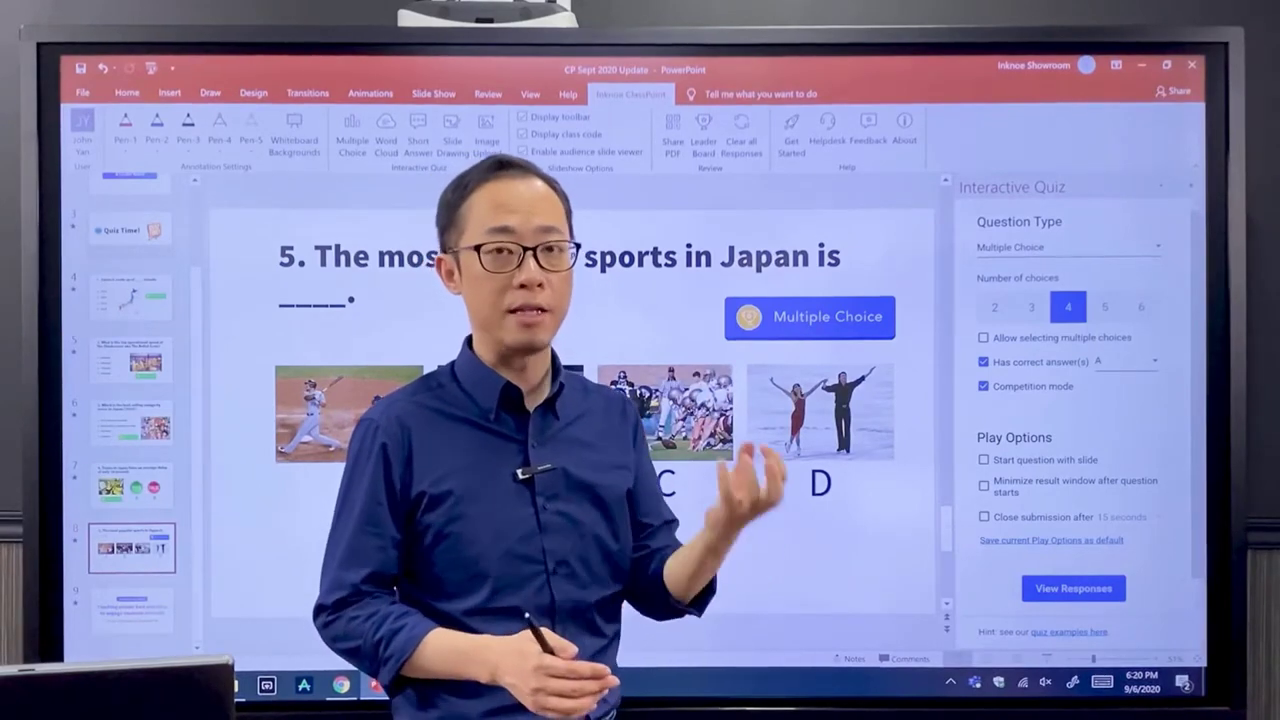 CP Sept 2020 Update - PowerPoint
Inknoe Showroom
File Home Insert Draw Design Transitions Animations Slide Show Review View Help Inknoe ClassPoint Tell me what you want to do
Share
JY
John Yan
User
Pen-1 Pen-2 Pen-3 Pen-4 Pen-5 Whiteboard Backgrounds
Annotation Settings
Multiple Choice
Word Cloud
Short Answer
Slide Drawing
Image
Interactive Quiz
Display toolbar
Display class code
Enable audience slide viewer
Slideshow Options
Share PDF
Leader Board
Clear all Responses
Review
Get Started
Helpdesk
Feedback
About
Help
3
Quiz Time!
4
5
6
7
8
9
5. The mos sports in Japan is
____.
Multiple Choice
C
D
Interactive Quiz
Question Type
Multiple Choice
Number of choices
2 3 4 5 6
Allow selecting multiple choices
Has correct answer(s) A
Competition mode
Play Options
Start question with slide
Minimize result window after question
starts
Close submission after 15 seconds
Save current Play Options as default
View Responses
Hint: see our quiz examples here
Notes
Comments
51%
6:20 PM
9/6/2020
2